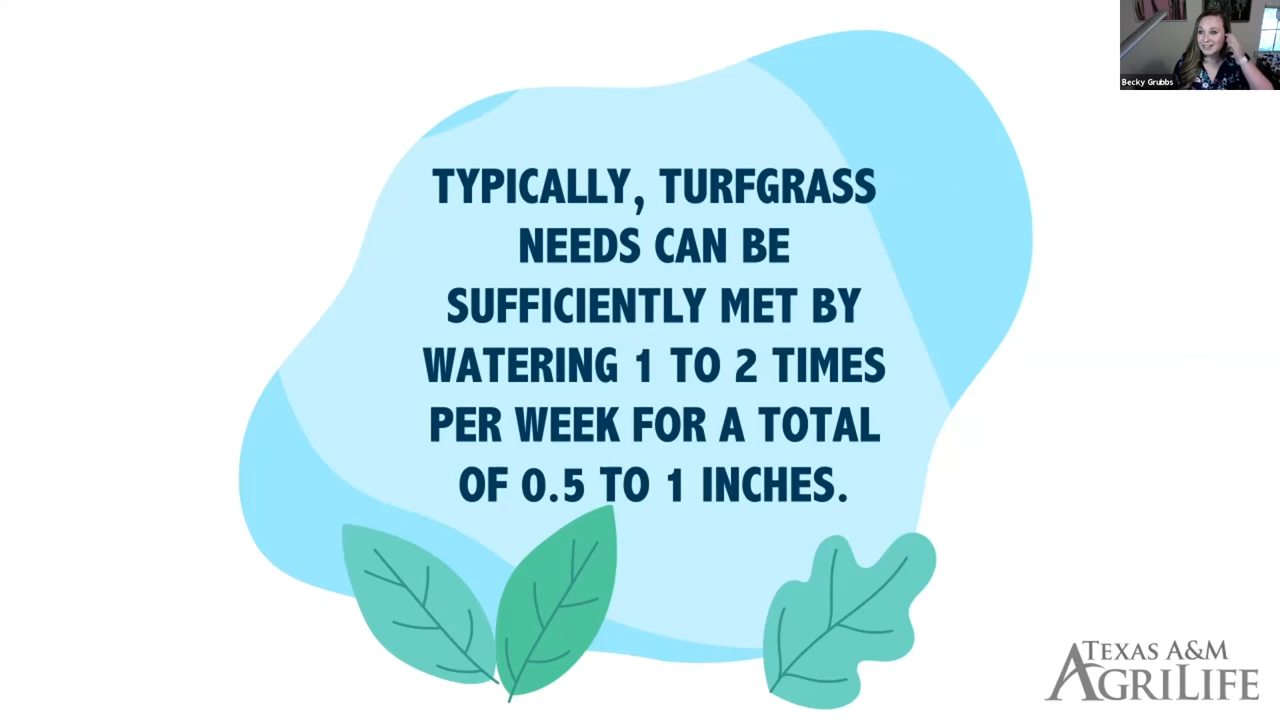 Becky Grubbs
TYPICALLY, TURFGRASS
NEEDS CAN BE
SUFFICIENTLY MET BY
WATERING 1 TO 2 TIMES
PER WEEK FOR A TOTAL
OF 0.5 TO 1 INCHES.
TEXAS A&M
AGRILIFE